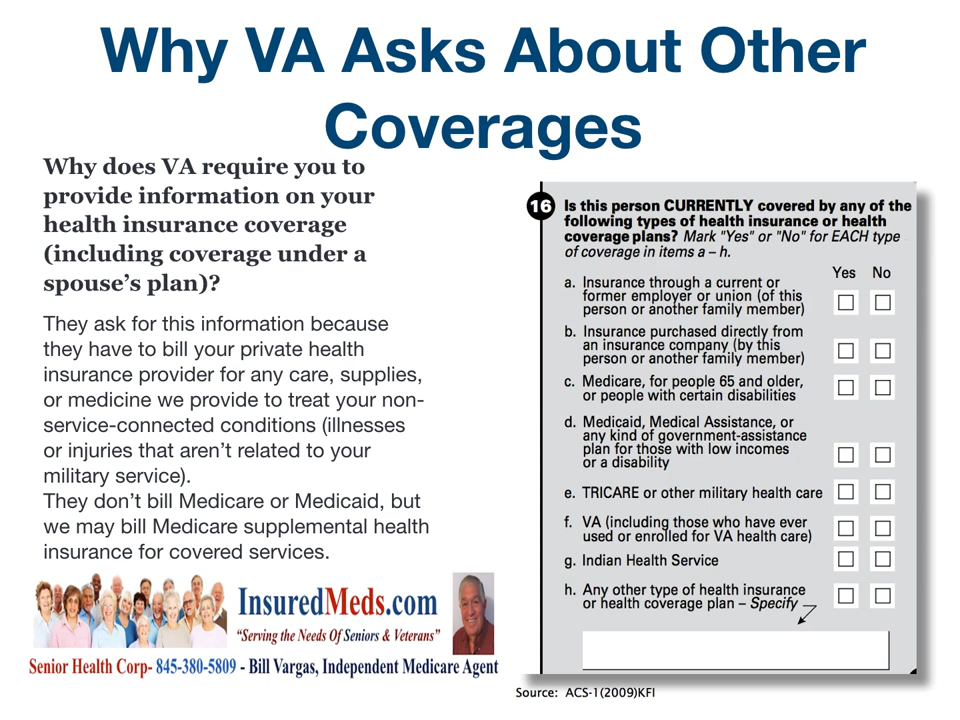 Why VA Asks About Other
Coverages
Why does VA require you to
provide information on your
health insurance coverage
(including coverage under a
spouse’s plan)?
They ask for this information because
they have to bill your private health
insurance provider for any care, supplies,
or medicine we provide to treat your non-
service-connected conditions (illnesses
or injuries that aren’t related to your
military service).
They don’t bill Medicare or Medicaid, but
we may bill Medicare supplemental health
insurance for covered services.
InsuredMeds.com
“Serving the Needs Of Seniors & Veterans”
Senior Health Corp- 845-380-5809 - Bill Vargas, Independent Medicare Agent
16 Is this person CURRENTLY covered by any of the
following types of health insurance or health
coverage plans? Mark "Yes" or "No" for EACH type
of coverage in items a – h.
Yes No
a. Insurance through a current or
former employer or union (of this
person or another family member)
b. Insurance purchased directly from
an insurance company (by this
person or another family member)
c. Medicare, for people 65 and older,
or people with certain disabilities
d. Medicaid, Medical Assistance, or
any kind of government-assistance
plan for those with low incomes
or a disability
e. TRICARE or other military health care
f. VA (including those who have ever
used or enrolled for VA health care)
g. Indian Health Service
h. Any other type of health insurance
or health coverage plan – Specify
Source: ACS-1(2009)KFI